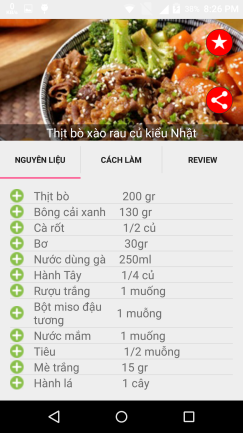 8:26 PM
Thịt bò xào rau củ kiểu Nhật
NGUYÊN LIỆU CÁCH LÀM REVIEW
Thịt bò 200 gr
Bông cải xanh 130 gr
Cà rốt 1/2 củ
Bơ 30gr
Nước dùng gà 250ml
Hành Tây 1/4 củ
Rượu trắng 1 muống
Bột miso đậu tương 1 muỗng
Nước mắm 1 muống
Tiêu 1/2 muỗng
Mè trắng 15 gr
Hành lá 1 cây